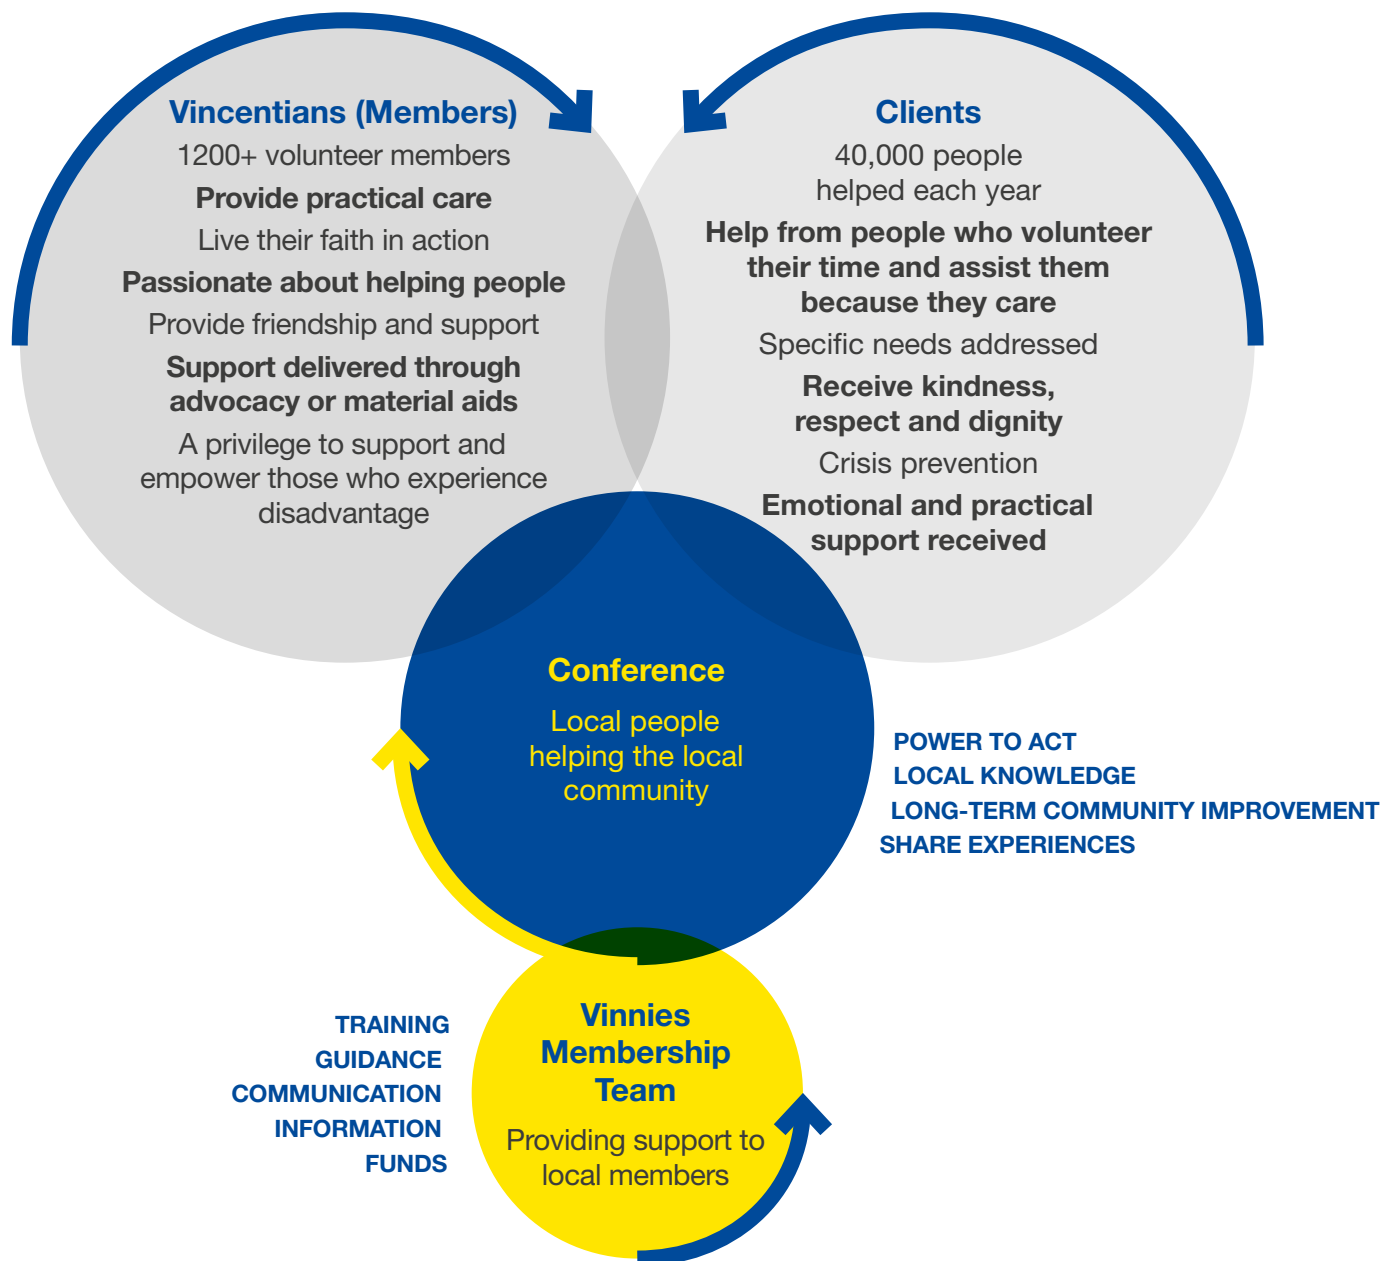 Vincentians (Members)
1200+ volunteer members
Provide practical care
Live their faith in action
Passionate about helping people
Provide friendship and support
Support delivered through
advocacy or material aids
A privilege to support and
empower those who experience
disadvantage
Clients
40,000 people
helped each year
Help from people who volunteer
their time and assist them
because they care
Specific needs addressed
Receive kindness,
respect and dignity
Crisis prevention
Emotional and practical
support received
Conference
Local people
helping the local
community
POWER TO ACT
LOCAL KNOWLEDGE
LONG-TERM COMMUNITY IMPROVEMENT
SHARE EXPERIENCES
TRAINING
GUIDANCE
COMMUNICATION
INFORMATION
FUNDS
Vinnies
Membership
Team
Providing support to
local members